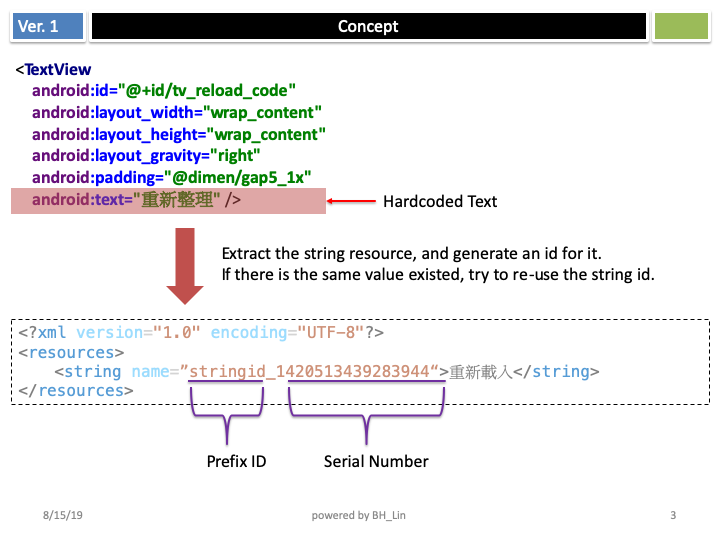 Ver. 1
Concept
<TextView
android:id="@+id/tv_reload_code"
android:layout_width="wrap_content"
android:layout_height="wrap_content"
android:layout_gravity="right"
android:padding="@dimen/gap5_1x"
android:text="重新整理" />
Hardcoded Text
Extract the string resource, and generate an id for it.
If there is the same value existed, try to re-use the string id.
<?xml version="1.0" encoding="UTF-8"?>
<resources>
<string name=”stringid_1420513439283944“>重新載入</string>
</resources>
Prefix ID
Serial Number
8/15/19
powered by BH_Lin
3